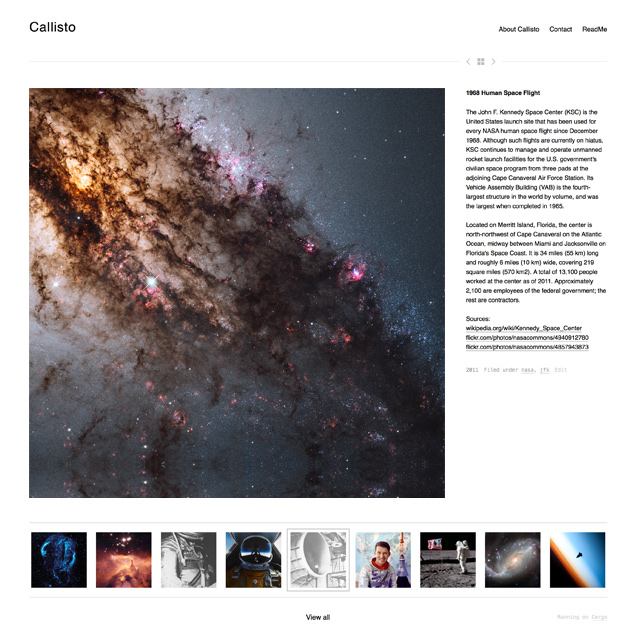 Callisto
About Callisto Contact ReadMe
1968 Human Space Flight
The John F. Kennedy Space Center (KSC) is the
United States launch site that has been used for
every NASA human space flight since December
1968. Although such flights are currently on hiatus,
KSC continues to manage and operate unmanned
rocket launch facilities for the U.S. government's
civilian space program from three pads at the
adjoining Cape Canaveral Air Force Station. Its
Vehicle Assembly Building (VAB) is the fourth-
largest structure in the world by volume, and was
the largest when completed in 1965.
Located on Merritt Island, Florida, the center is
north-northwest of Cape Canaveral on the Atlantic
Ocean, midway between Miami and Jacksonville on
Florida's Space Coast. It is 34 miles (55 km) long
and roughly 6 miles (10 km) wide, covering 219
square miles (570 km2). A total of 13,100 people
worked at the center as of 2011. Approximately
2,100 are employees of the federal government; the
rest are contractors.
Sources:
wikipedia.org/wiki/Kennedy_Space_Center
flickr.com/photos/nasacommons/4940912780
flickr.com/photos/nasacommons/4857943873
2011 Filed under nasa, jfk Edit
View all
Running on Cargo